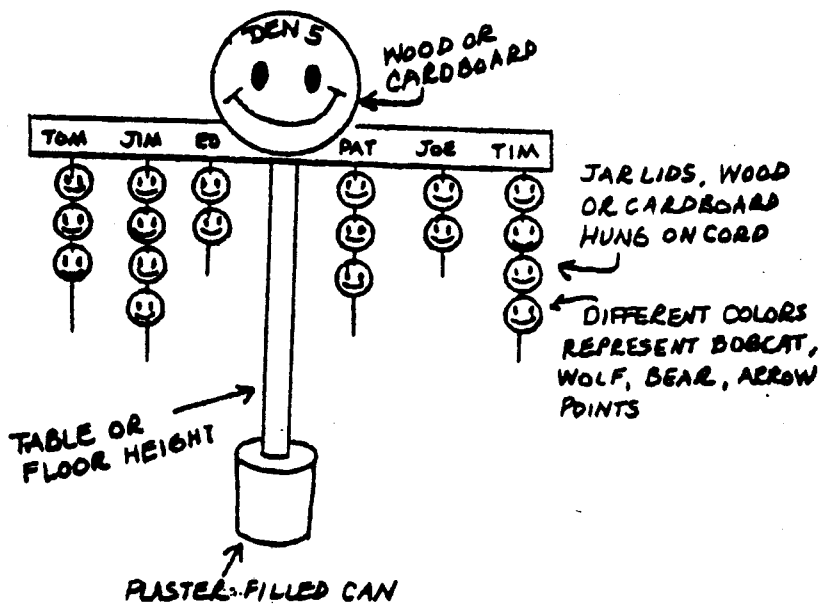 DEN 5
WOOD OR
CARDBOARD
TOM JIM ED PAT JOE TIM
JAR LIDS, WOOD
OR CARDBOARD
HUNG ON CORD
DIFFERENT COLORS
REPRESENT BOBCAT,
WOLF, BEAR, ARROW
POINTS
TABLE OR
FLOOR HEIGHT
PLASTER-FILLED CAN